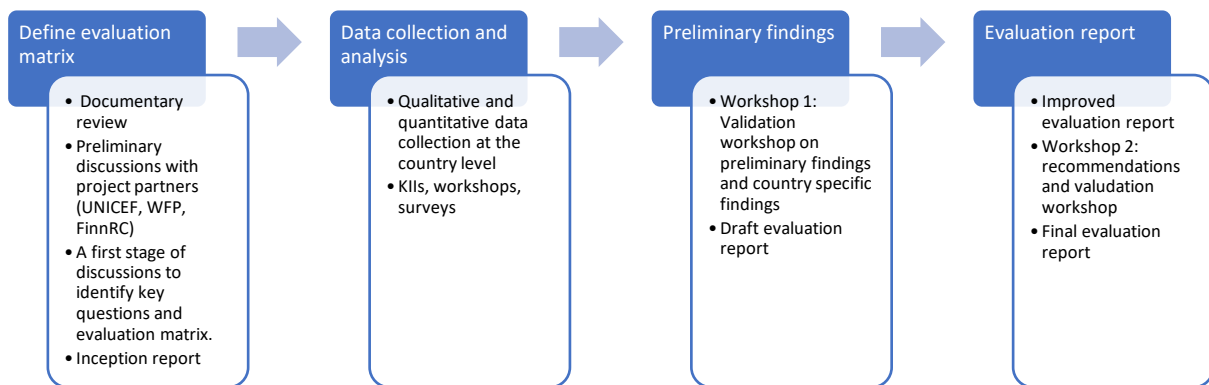 Define evaluation
matrix
• Documentary
review
• Preliminary
discussions with
project partners
(UNICEF, WFP,
FinnRC)
• A first stage of
discussions to
identify key
questions and
evaluation matrix.
• Inception report
Data collection and
analysis
• Qualitative and
quantitative data
collection at the
country level
• KIIs, workshops,
surveys
Preliminary findings
• Workshop 1:
Validation
workshop on
preliminary findings
and country specific
findings
• Draft evaluation
report
Evaluation report
• Improved
evaluation report
• Workshop 2:
recommendations
and valudation
workshop
• Final evaluation
report